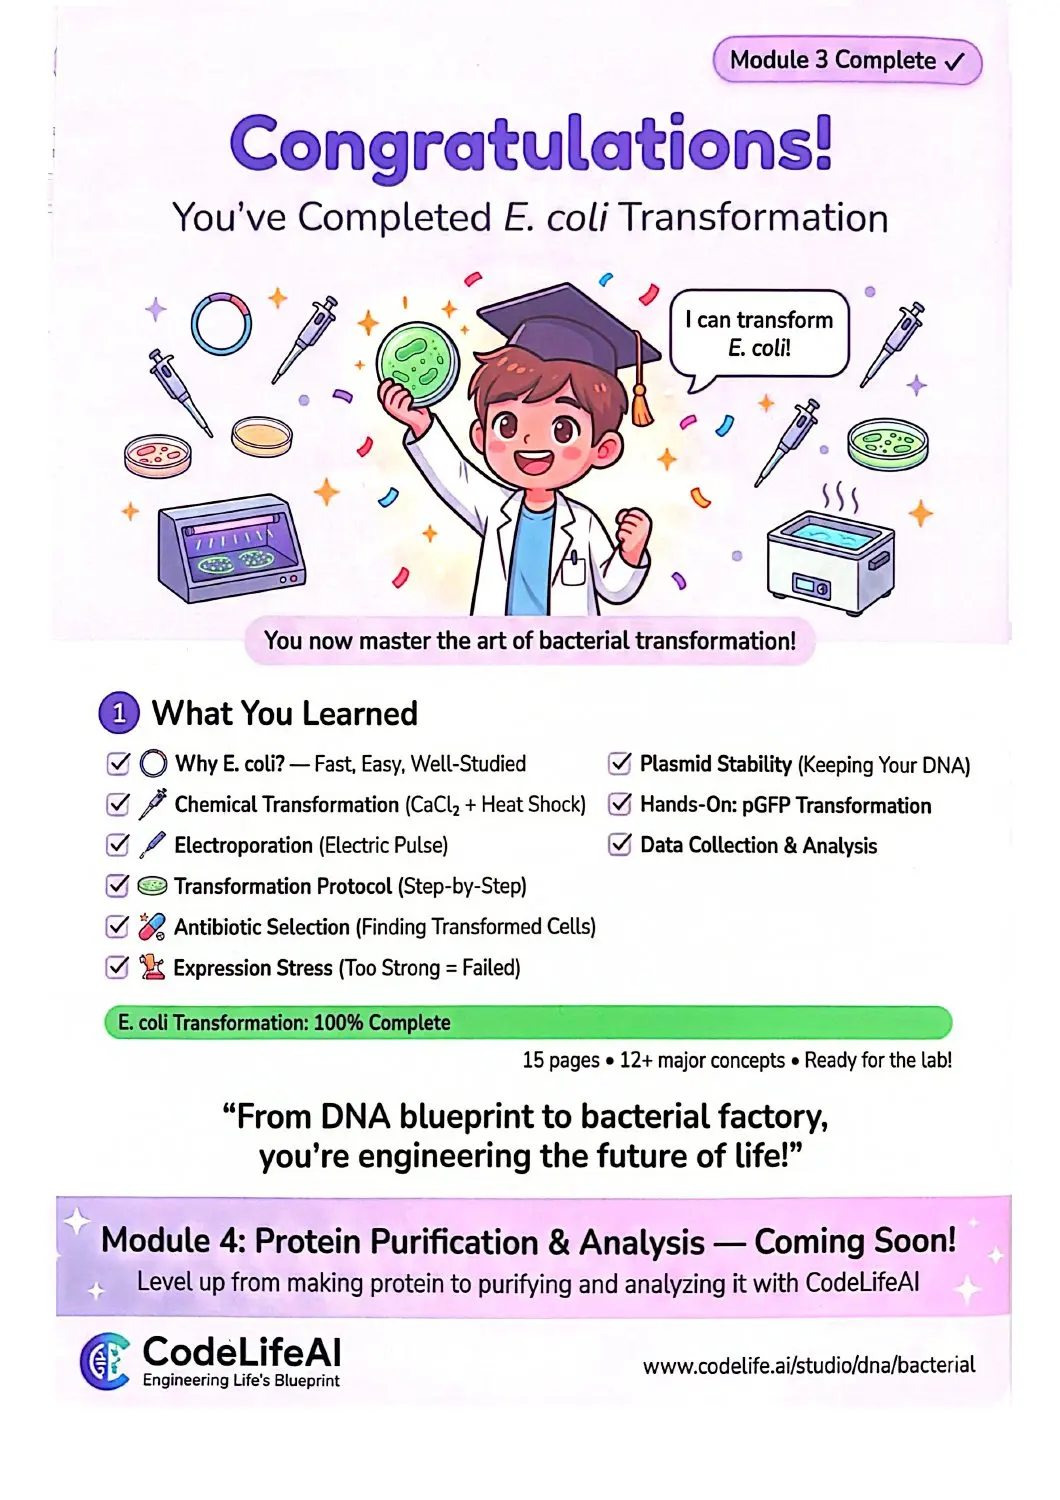 Module 3 Complete ✓
Congratulations!
You've Completed E. coli Transformation
I can transform
E. coli!
You now master the art of bacterial transformation!
1 What You Learned
Why E. coli? — Fast, Easy, Well-Studied
Chemical Transformation (CaCl₂ + Heat Shock)
Electroporation (Electric Pulse)
Transformation Protocol (Step-by-Step)
Antibiotic Selection (Finding Transformed Cells)
Expression Stress (Too Strong = Failed)
Plasmid Stability (Keeping Your DNA)
Hands-On: pGFP Transformation
Data Collection & Analysis
E. coli Transformation: 100% Complete
15 pages • 12+ major concepts • Ready for the lab!
“From DNA blueprint to bacterial factory,
you're engineering the future of life!”
Module 4: Protein Purification & Analysis — Coming Soon!
Level up from making protein to purifying and analyzing it with CodeLifeAI
CodeLifeAI
Engineering Life's Blueprint
www.codelife.ai/studio/dna/bacterial